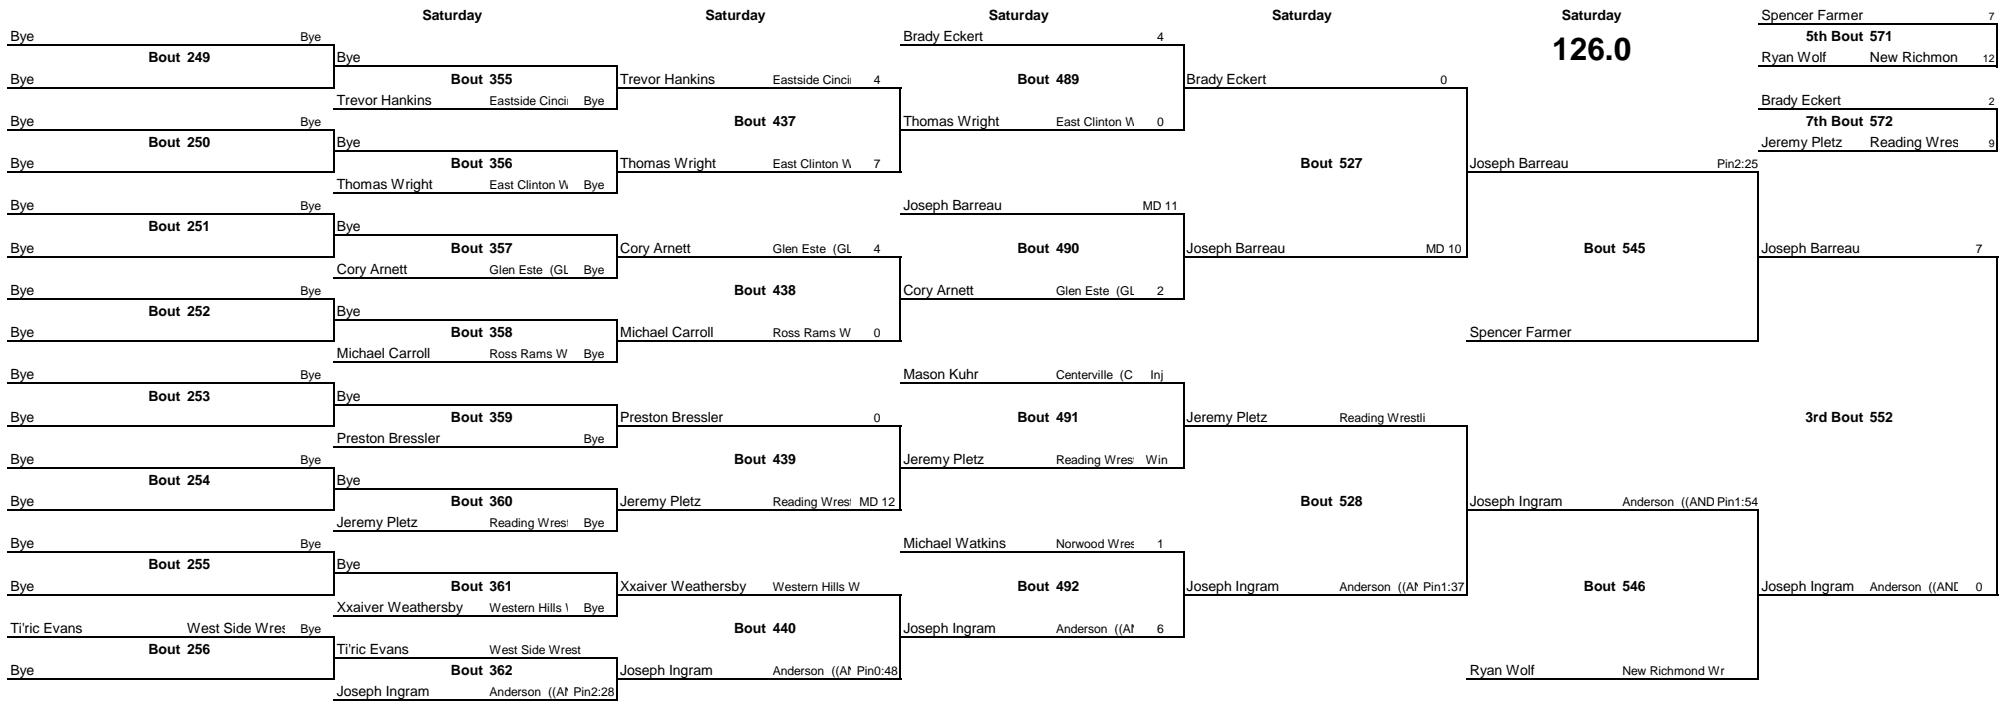 Saturday Saturday Saturday Saturday Saturday Spencer Farmer 7
Bye Bye Brady Eckert 4 126.0 5th Bout 571
Bout 249 Bye Ryan Wolf New Richmon 12
Bye Bout 355 Trevor Hankins Eastside Cinci 4 Bout 489 Brady Eckert 0
Trevor Hankins Eastside Cinci Bye Brady Eckert 2
Bye Bye Bout 437 Thomas Wright East Clinton W 0 7th Bout 572
Bout 250 Bye Jeremy Pletz Reading Wres 9
Bye Bout 356 Thomas Wright East Clinton W 7 Bout 527 Joseph Barreau Pin2:25
Thomas Wright East Clinton W Bye
Bye Bye Joseph Barreau MD 11
Bout 251 Bye
Bye Bout 357 Cory Arnett Glen Este (GL 4 Bout 490 Joseph Barreau MD 10 Bout 545 Joseph Barreau 7
Cory Arnett Glen Este (GL Bye
Bye Bye Bout 438 Cory Arnett Glen Este (GL 2
Bout 252 Bye
Bye Bout 358 Michael Carroll Ross Rams W 0 Spencer Farmer
Michael Carroll Ross Rams W Bye
Bye Bye Mason Kuhr Centerville (C Inj
Bout 253 Bye
Bye Bout 359 Preston Bressler 0 Bout 491 Jeremy Pletz Reading Wrestli 3rd Bout 552
Preston Bressler Bye
Bye Bye Bout 439 Jeremy Pletz Reading Wrest Win
Bout 254 Bye
Bye Bout 360 Jeremy Pletz Reading Wrest MD 12 Bout 528 Joseph Ingram Anderson ((AND Pin1:54
Jeremy Pletz Reading Wrest Bye
Bye Bye Michael Watkins Norwood Wres 1
Bout 255 Bye
Bye Bout 361 Xxaiver Weathersby Western Hills W Bout 492 Joseph Ingram Anderson ((AN Pin1:37 Bout 546 Joseph Ingram Anderson ((AND 0
Xxaiver Weathersby Western Hills Bye
Ti'ric Evans West Side Wres Bye Bout 440 Joseph Ingram Anderson ((AN 6
Bout 256 Ti'ric Evans West Side Wrest
Bye Bout 362 Joseph Ingram Anderson ((AN Pin0:48 Ryan Wolf New Richmond Wr
Joseph Ingram Anderson ((AN Pin2:28